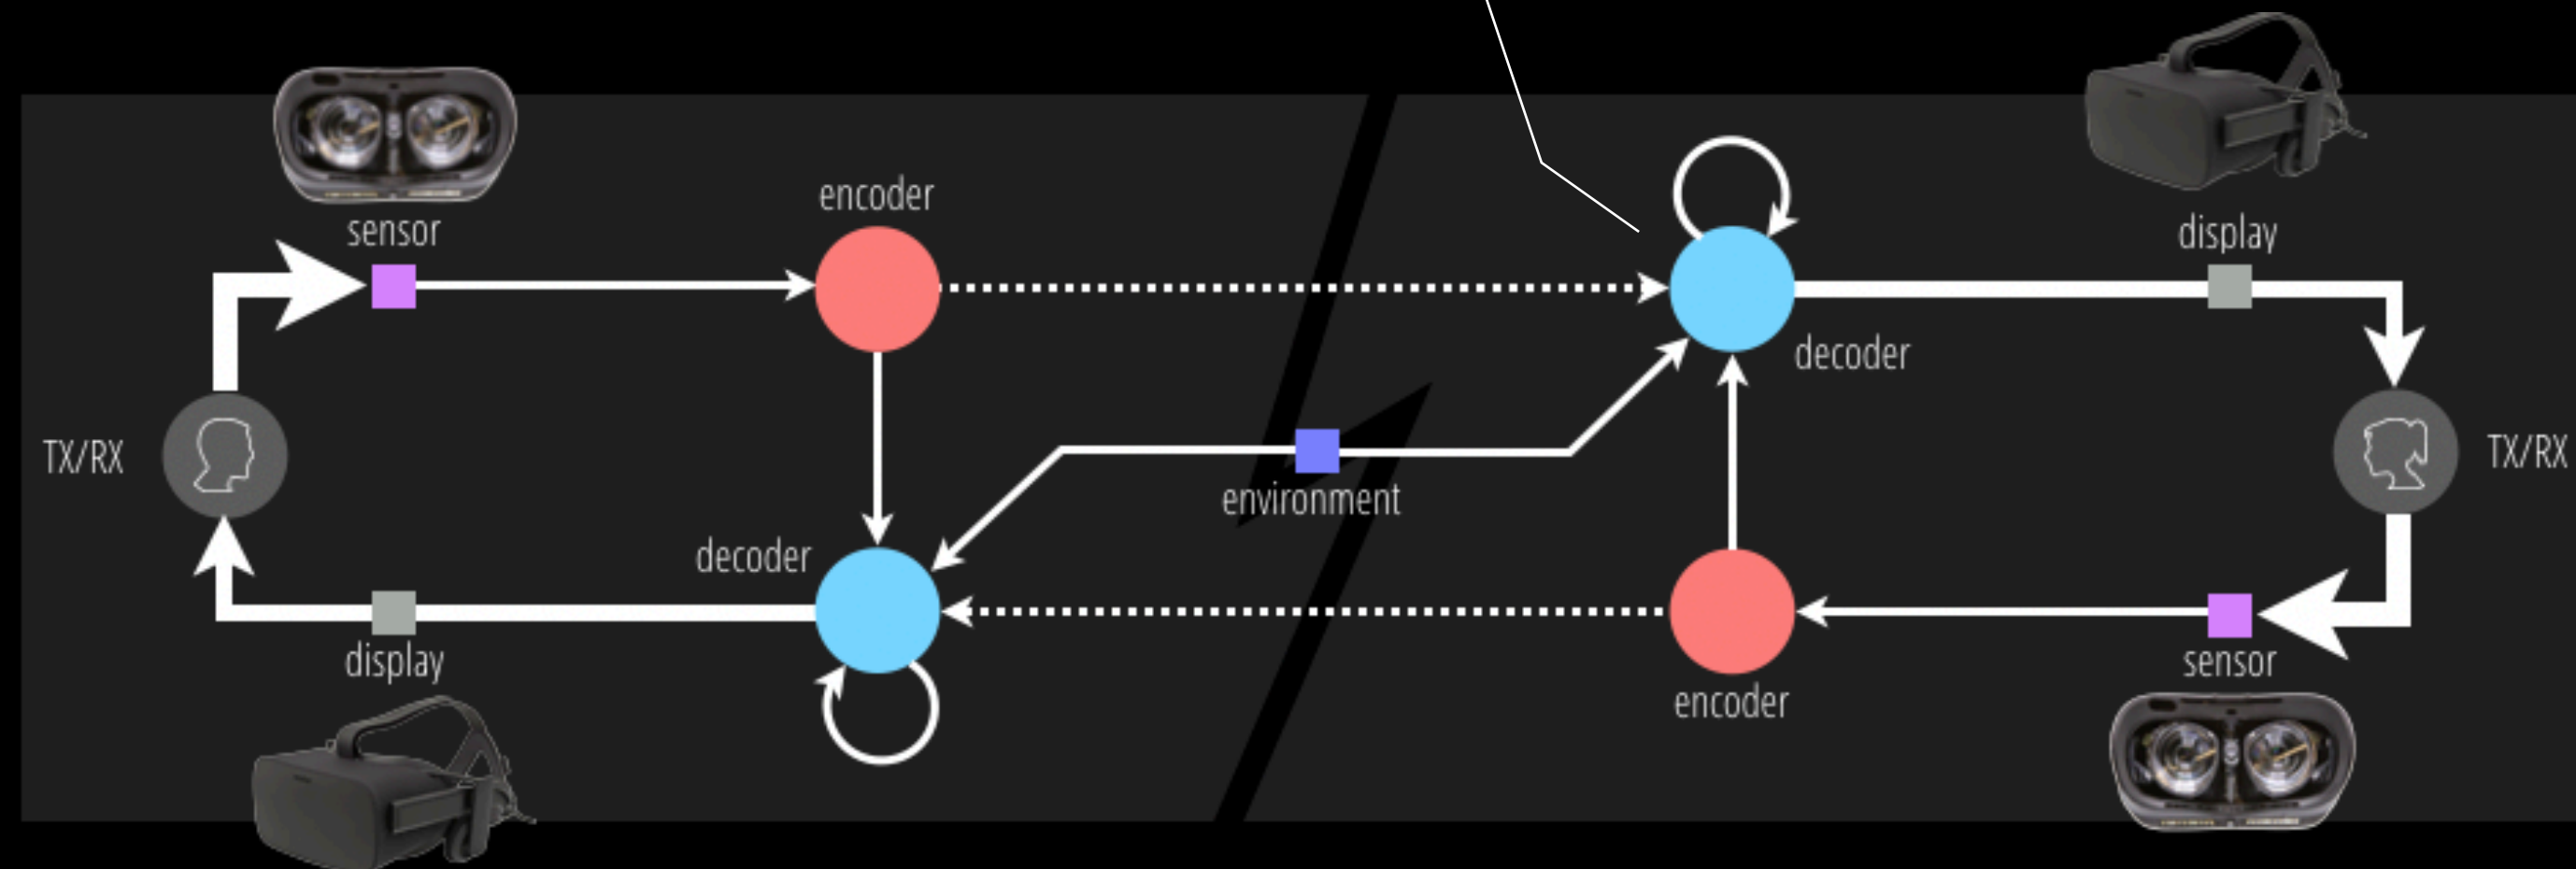 encoder
sensor
display
decoder
TX/RX
TX/RX
environment
decoder
display
sensor
encoder